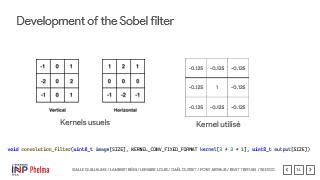 Development of the Sobel filter
-1 0 1
-2 0 2
-1 0 1
Vertical
1 2 1
0 0 0
-1 -2 -1
Horizontal
Kernels usuels
-0.125 -0.125 -0.125
-0.125 1 -0.125
-0.125 -0.125 -0.125
Kernel utilisé
void convolution_filter(uint8_t image[SIZE], KERNEL_CONV_FIXED_FORMAT kernel[3 * 3 + 1], uint8_t output[SIZE])
INP Phelma
14